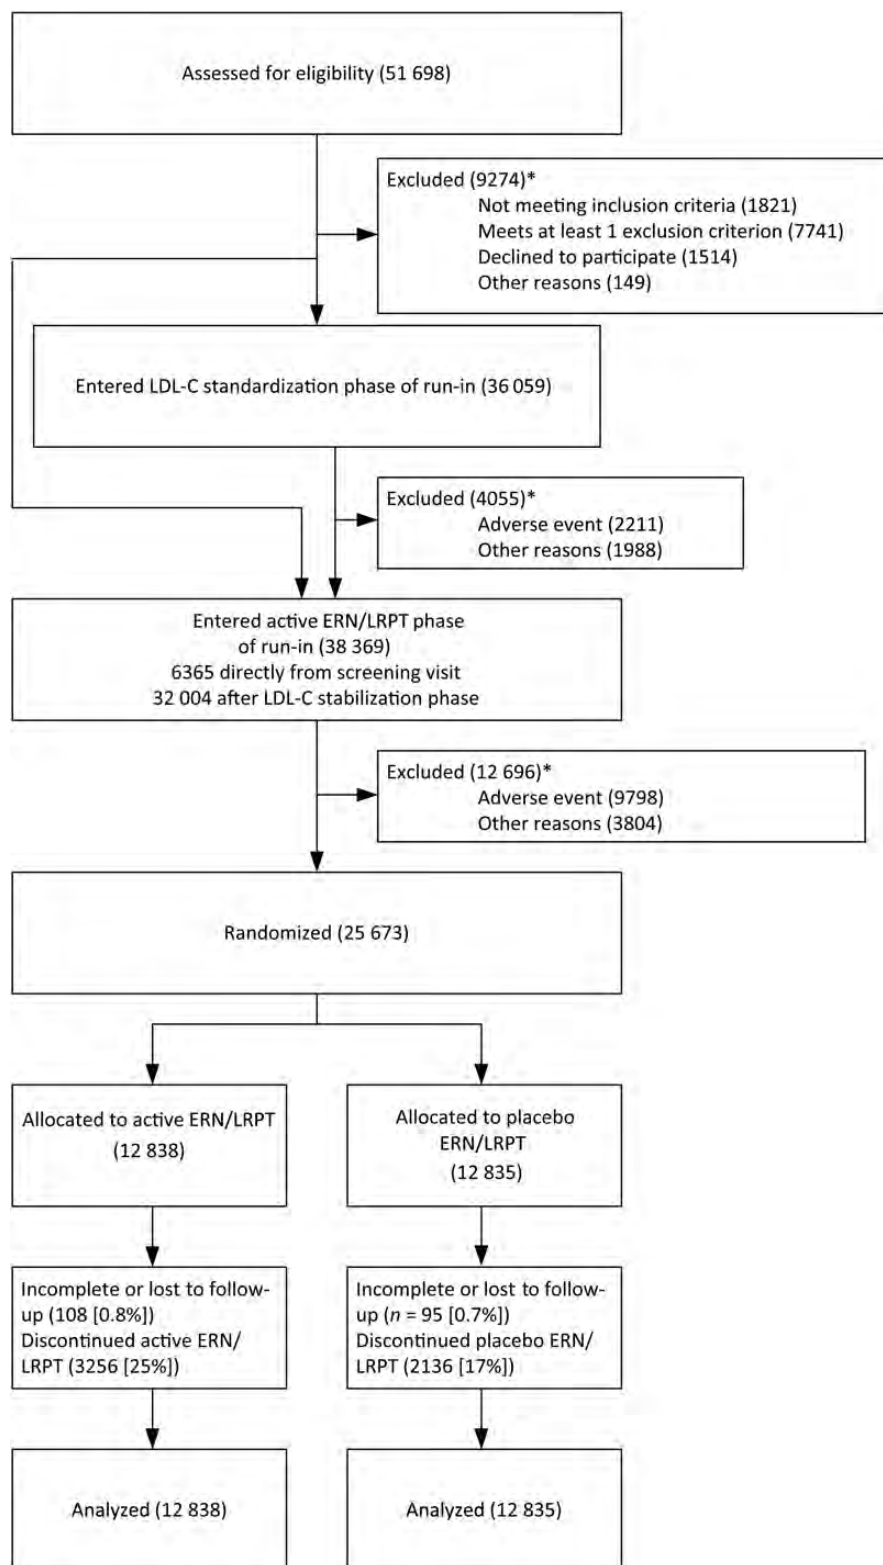 Assessed for eligibility (51 698)
Excluded (9274)*
Not meeting inclusion criteria (1821)
Meets at least 1 exclusion criterion (7741)
Declined to participate (1514)
Other reasons (149)
Entered LDL-C standardization phase of run-in (36 059)
Excluded (4055)*
Adverse event (2211)
Other reasons (1988)
Entered active ERN/LRPT phase
of run-in (38 369)
6365 directly from screening visit
32 004 after LDL-C stabilization phase
Excluded (12 696)*
Adverse event (9798)
Other reasons (3804)
Randomized (25 673)
Allocated to active ERN/LRPT
(12 838)
Allocated to placebo
ERN/LRPT
(12 835)
Incomplete or lost to follow-
up (108 [0.8%])
Discontinued active ERN/
LRPT (3256 [25%])
Incomplete or lost to follow-
up (n = 95 [0.7%])
Discontinued placebo ERN/
LRPT (2136 [17%])
Analyzed (12 838)
Analyzed (12 835)